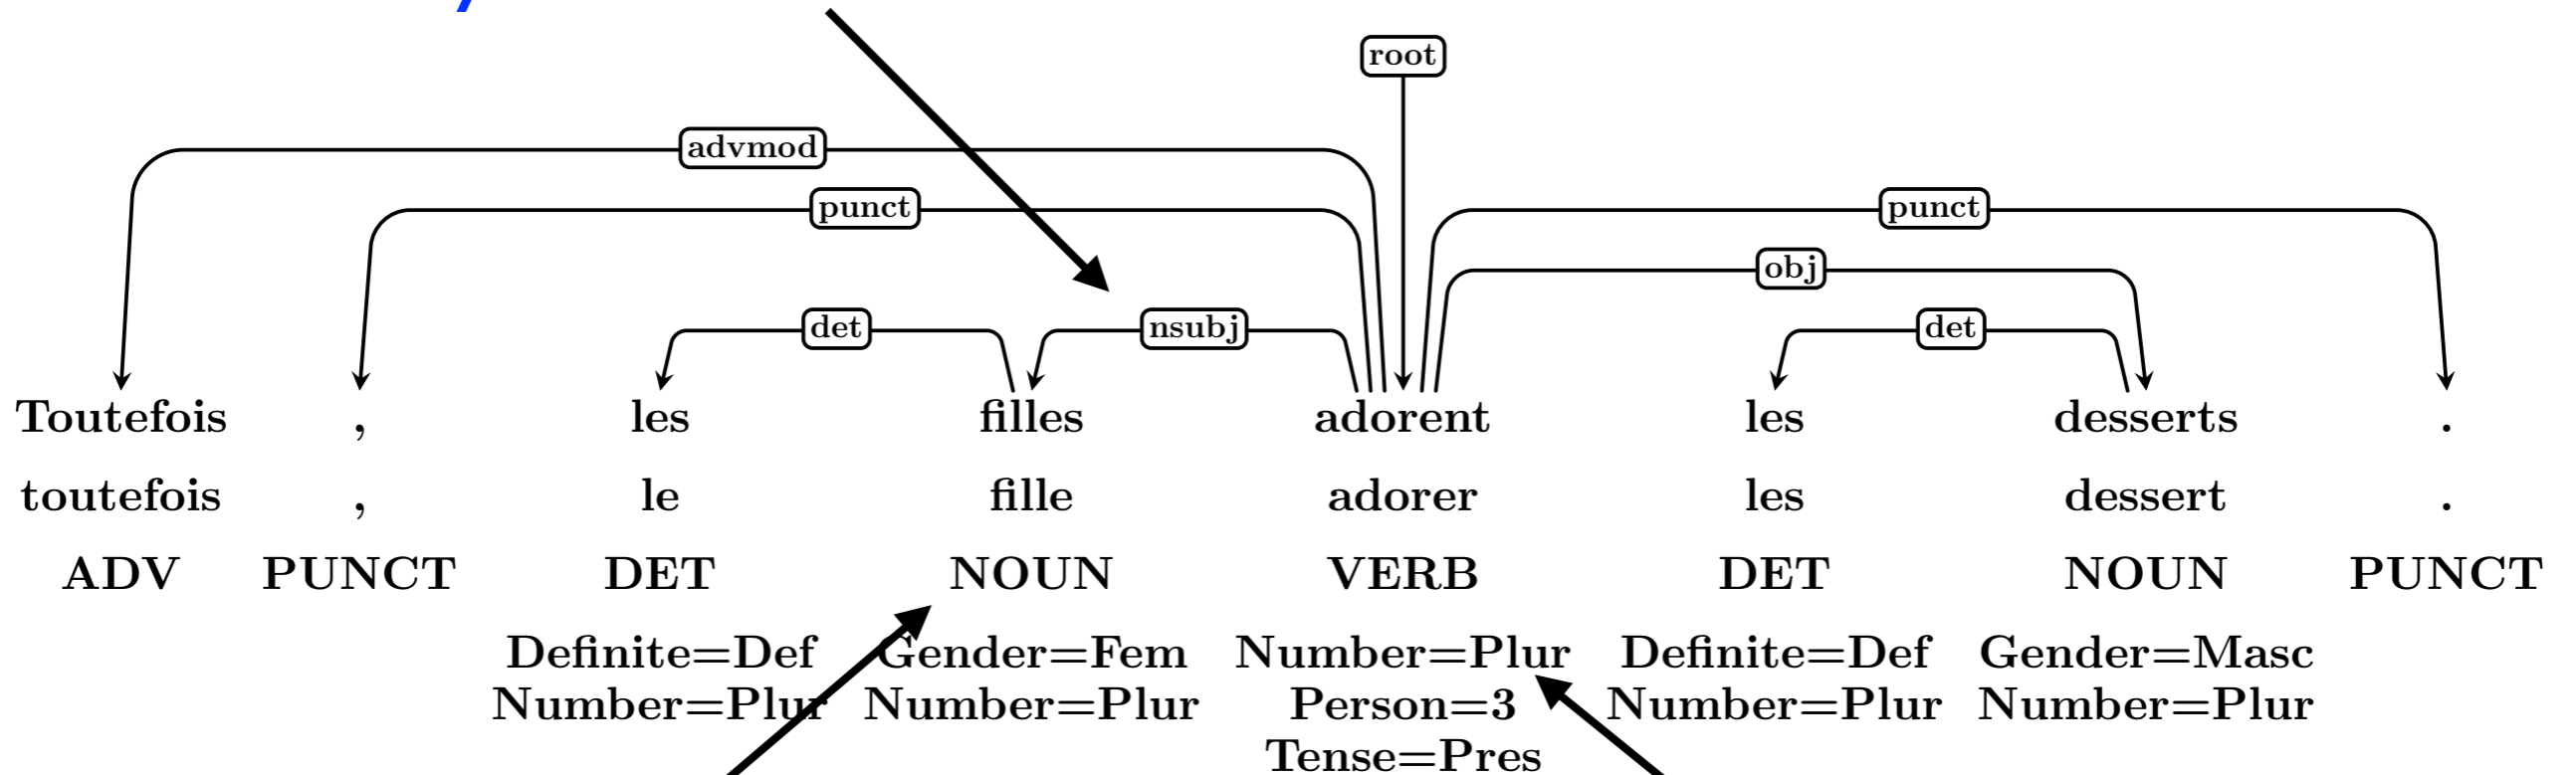 root
advmod
punct punct
obj
det nsubj det
Toutefois , les filles adorent les desserts .
toutefois , le fille adorer les dessert .
ADV PUNCT DET NOUN VERB DET NOUN PUNCT
Definite=Def Gender=Fem Number=Plur Definite=Def Gender=Masc
Number=Plur Number=Plur Person=3 Number=Plur Number=Plur
Tense=Pres